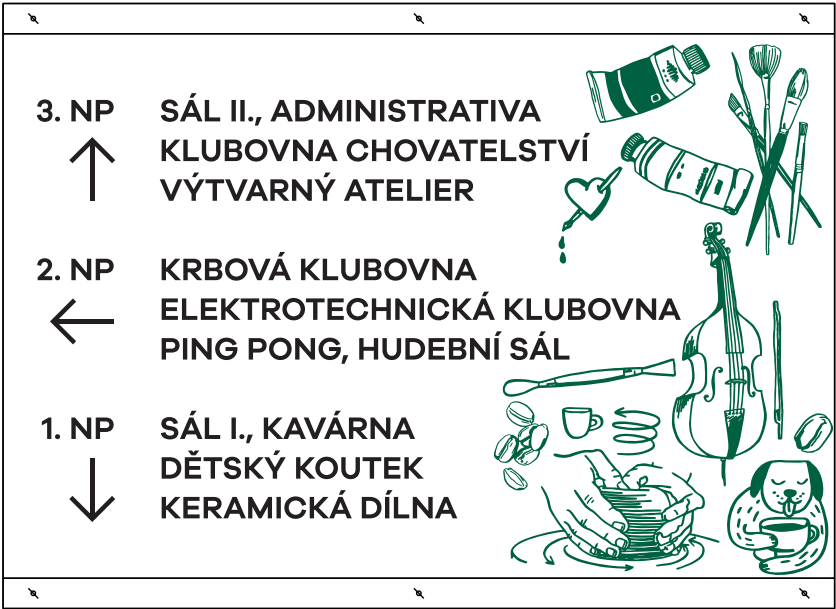 3. NP SÁL II., ADMINISTRATIVA
KLUBOVNA CHOVATELSTVÍ
VÝTVARNÝ ATELIER
2. NP KRBOVÁ KLUBOVNA
ELEKTROTECHNICKÁ KLUBOVNA
PING PONG, HUDEBNÍ SÁL
1. NP SÁL I., KAVÁRNA
DĚTSKÝ KOUTEK
KERAMICKÁ DÍLNA